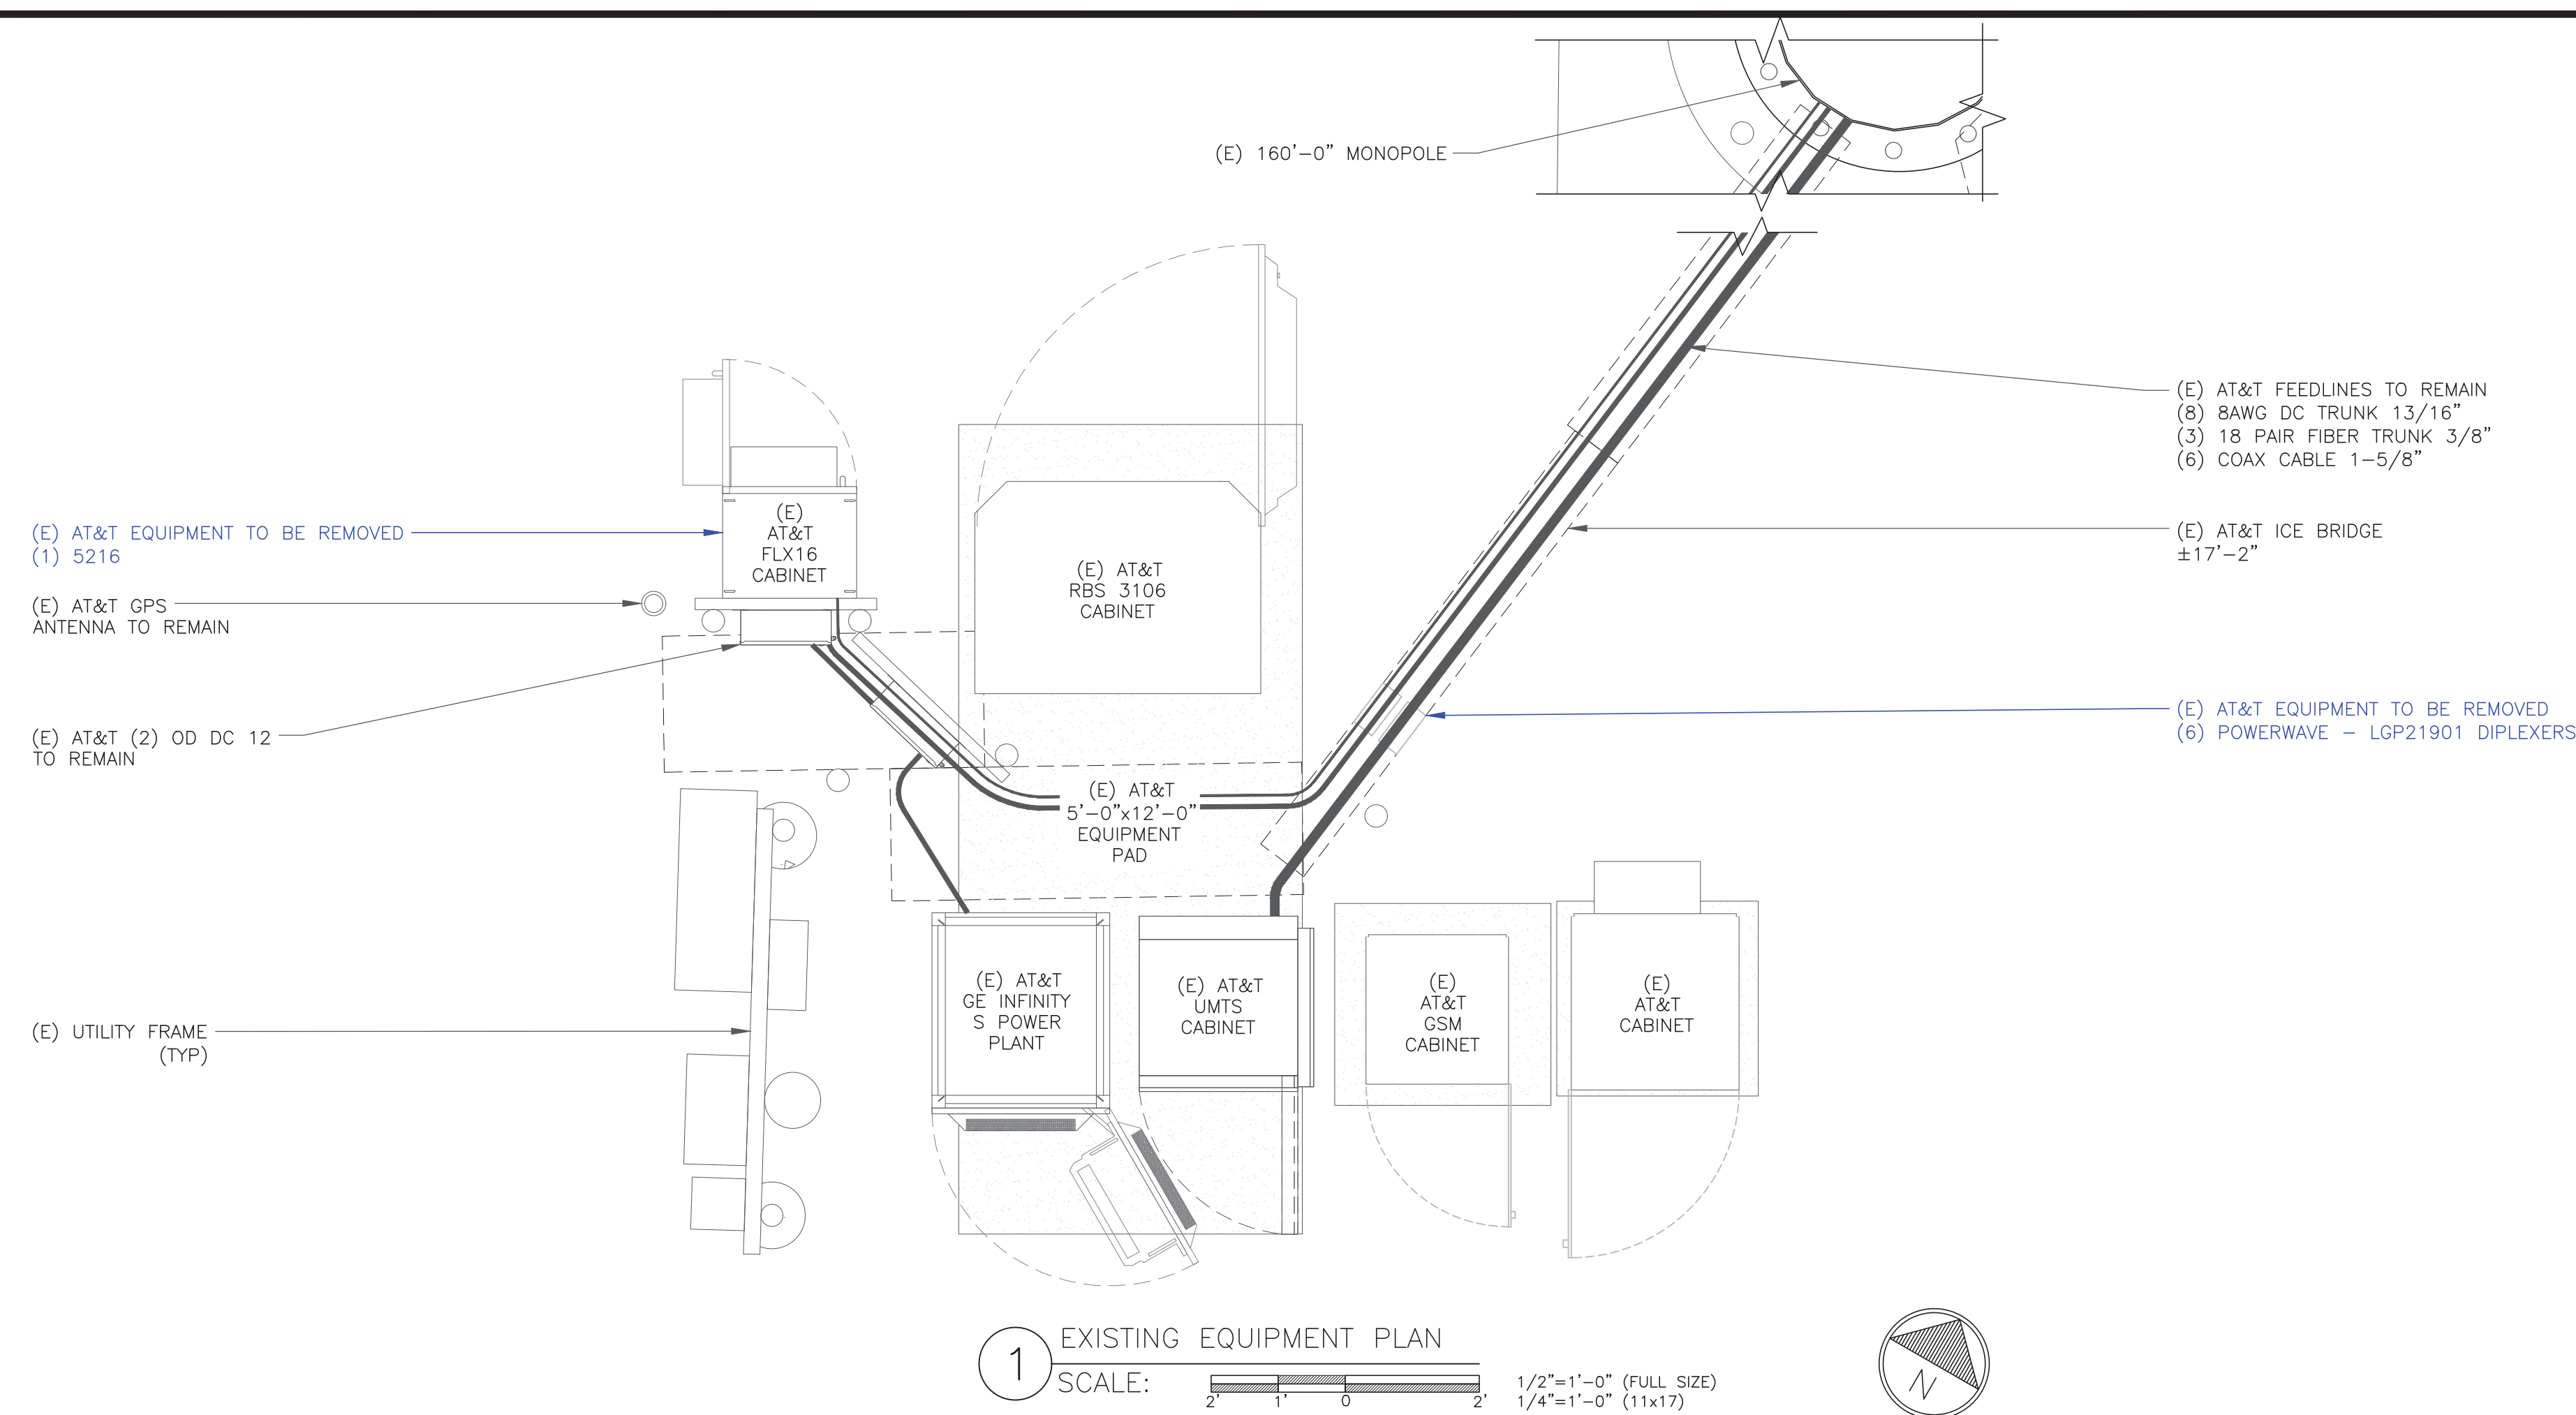 (E) 160'-0" MONOPOLE
(E) AT&T FEEDLINES TO REMAIN
(8) 8AWG DC TRUNK 13/16"
(3) 18 PAIR FIBER TRUNK 3/8"
(6) COAX CABLE 1-5/8"
(E) AT&T ICE BRIDGE
±17'-2"
(E) AT&T EQUIPMENT TO BE REMOVED
(6) POWERWAVE - LGP21901 DIPLEXERS
(E) AT&T EQUIPMENT TO BE REMOVED
(1) 5216
(E) AT&T GPS
ANTENNA TO REMAIN
(E) AT&T (2) OD DC 12
TO REMAIN
(E) UTILITY FRAME
(TYP)
(E)
AT&T
FLX16
CABINET
(E) AT&T
RBS 3106
CABINET
(E) AT&T
5'-0"x12'-0"
EQUIPMENT
PAD
(E) AT&T
GE INFINITY
S POWER
PLANT
(E) AT&T
UMTS
CABINET
(E)
AT&T
GSM
CABINET
(E)
AT&T
CABINET
1
EXISTING EQUIPMENT PLAN
SCALE:
2' 1' 0 2'
1/2"=1'-0" (FULL SIZE)
1/4"=1'-0" (11x17)
N